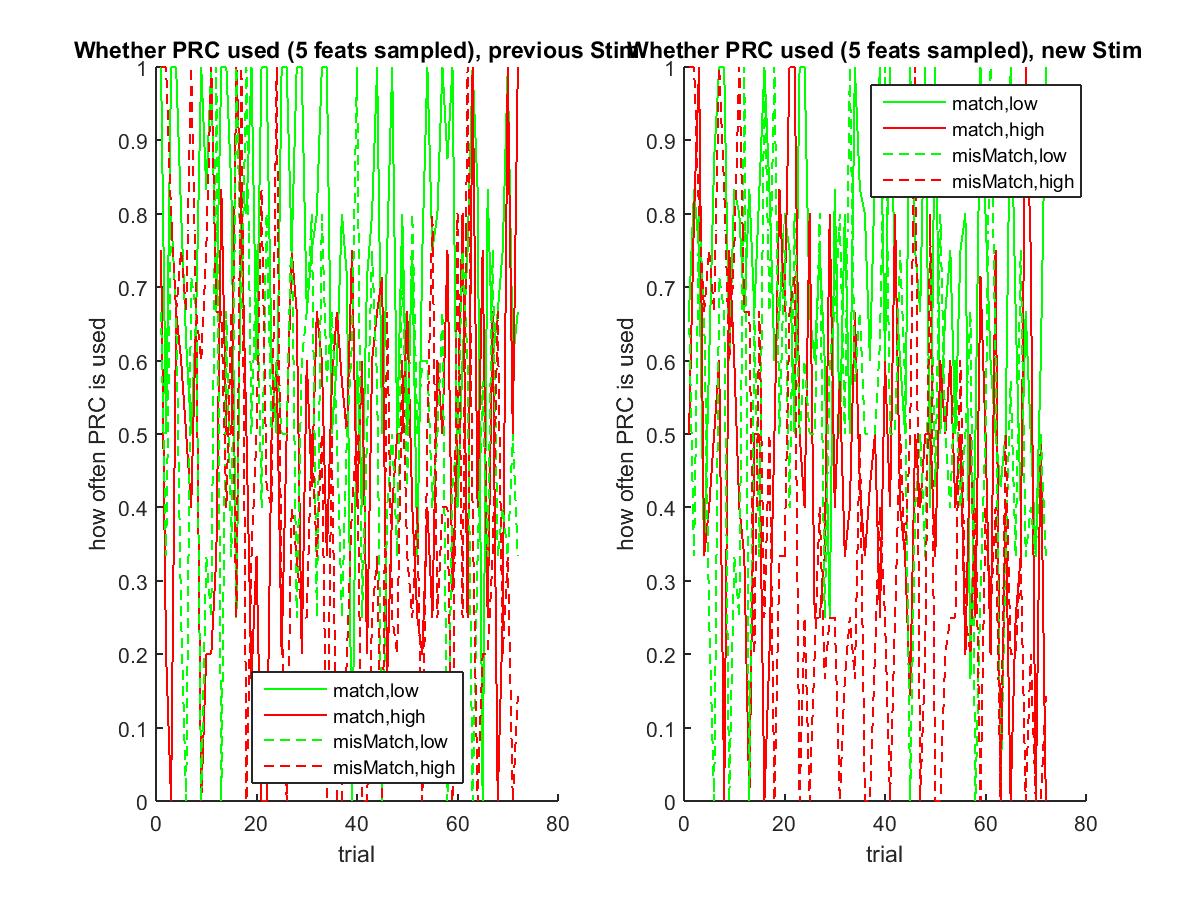 Whether PRC used (5 feats sampled), previous Stim
1
0.9
0.8
0.7
0.6
0.5
0.4
0.3
0.2
0.1
0
0
20
40
60
80
how often PRC is used
trial
match,low
match,high
misMatch,low
misMatch,high
Whether PRC used (5 feats sampled), new Stim
1
0.9
0.8
0.7
0.6
0.5
0.4
0.3
0.2
0.1
0
0
20
40
60
80
how often PRC is used
trial
match,low
match,high
misMatch,low
misMatch,high